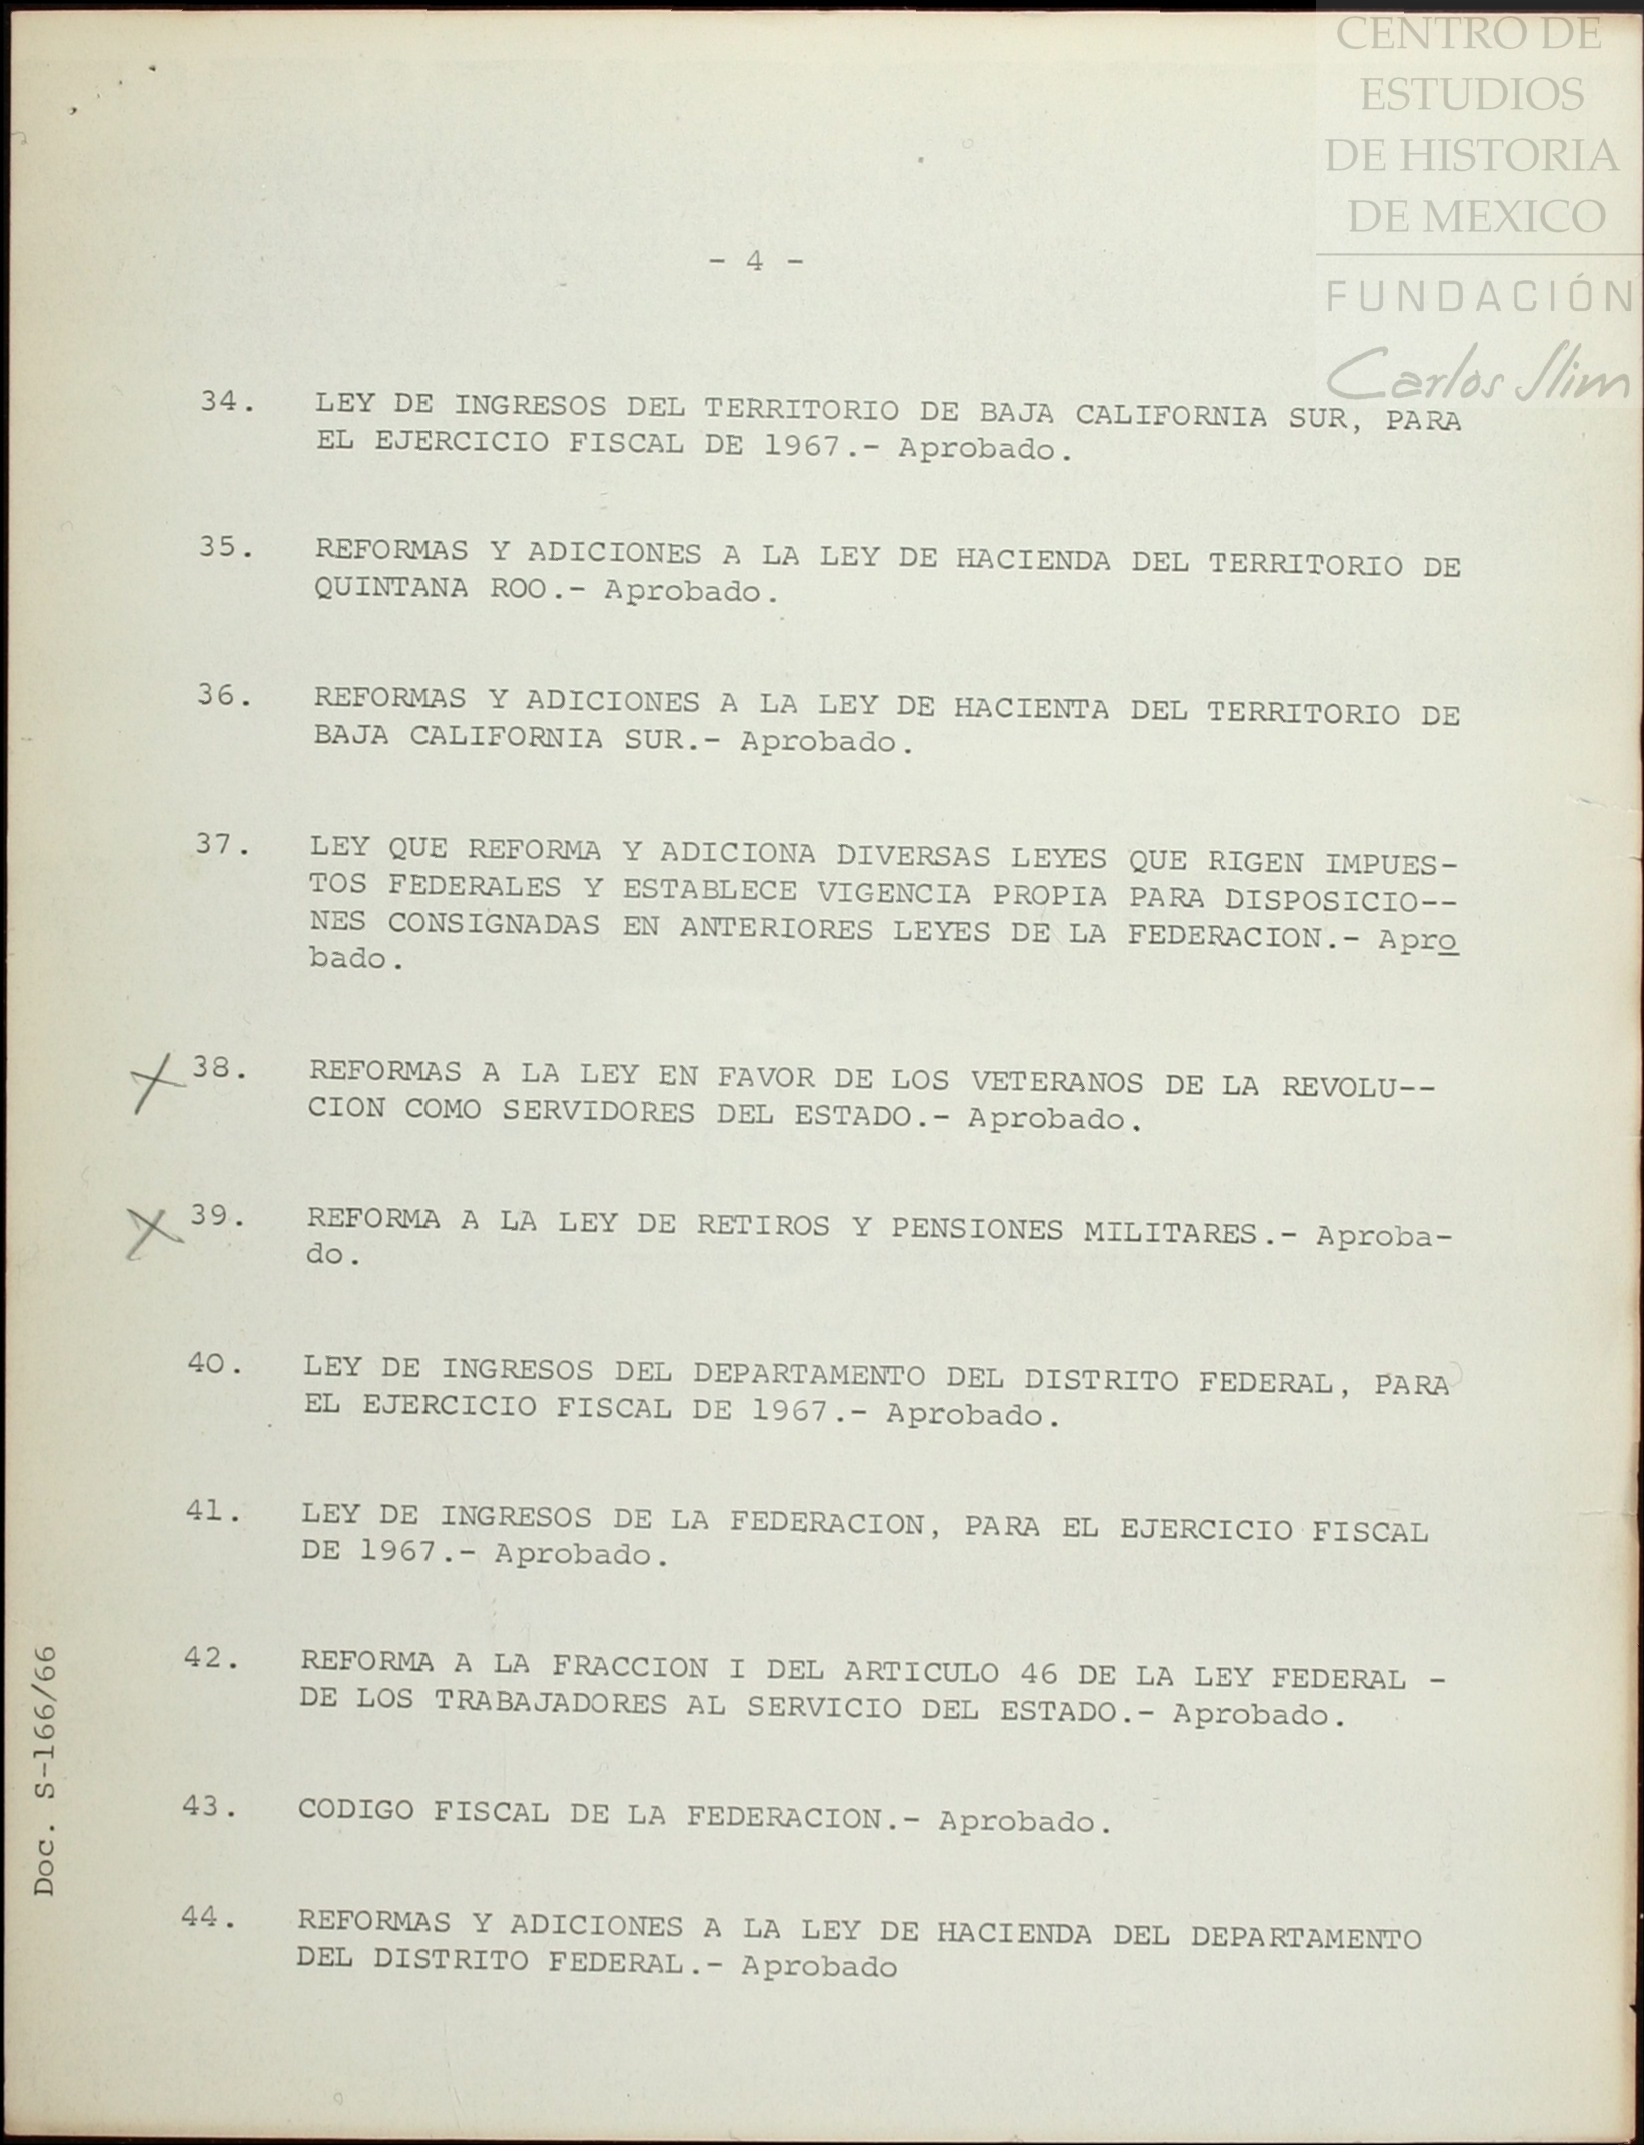 CENTRO DE
ESTUDIOS
DE HISTORIA
DE MEXICO
FUNDACIÓN
Carlos Slim
- 4 -
34. LEY DE INGRESOS DEL TERRITORIO DE BAJA CALIFORNIA SUR, PARA
EL EJERCICIO FISCAL DE 1967.- Aprobado.
35. REFORMAS Y ADICIONES A LA LEY DE HACIENDA DEL TERRITORIO DE
QUINTANA ROO.- Aprobado.
36. REFORMAS Y ADICIONES A LA LEY DE HACIENTA DEL TERRITORIO DE
BAJA CALIFORNIA SUR.- Aprobado.
37. LEY QUE REFORMA Y ADICIONA DIVERSAS LEYES QUE RIGEN IMPUES-
TOS FEDERALES Y ESTABLECE VIGENCIA PROPIA PARA DISPOSICIO--
NES CONSIGNADAS EN ANTERIORES LEYES DE LA FEDERACION.- Apro
bado.
X 38. REFORMAS A LA LEY EN FAVOR DE LOS VETERANOS DE LA REVOLU--
CION COMO SERVIDORES DEL ESTADO.- Aprobado.
X 39. REFORMA A LA LEY DE RETIROS Y PENSIONES MILITARES.- Aproba-
do.
40. LEY DE INGRESOS DEL DEPARTAMENTO DEL DISTRITO FEDERAL, PARA
EL EJERCICIO FISCAL DE 1967.- Aprobado.
41. LEY DE INGRESOS DE LA FEDERACION, PARA EL EJERCICIO FISCAL
DE 1967.- Aprobado.
42. REFORMA A LA FRACCION I DEL ARTICULO 46 DE LA LEY FEDERAL -
DE LOS TRABAJADORES AL SERVICIO DEL ESTADO.- Aprobado.
43. CODIGO FISCAL DE LA FEDERACION.- Aprobado.
44. REFORMAS Y ADICIONES A LA LEY DE HACIENDA DEL DEPARTAMENTO
DEL DISTRITO FEDERAL.- Aprobado
Doc. S-166/66